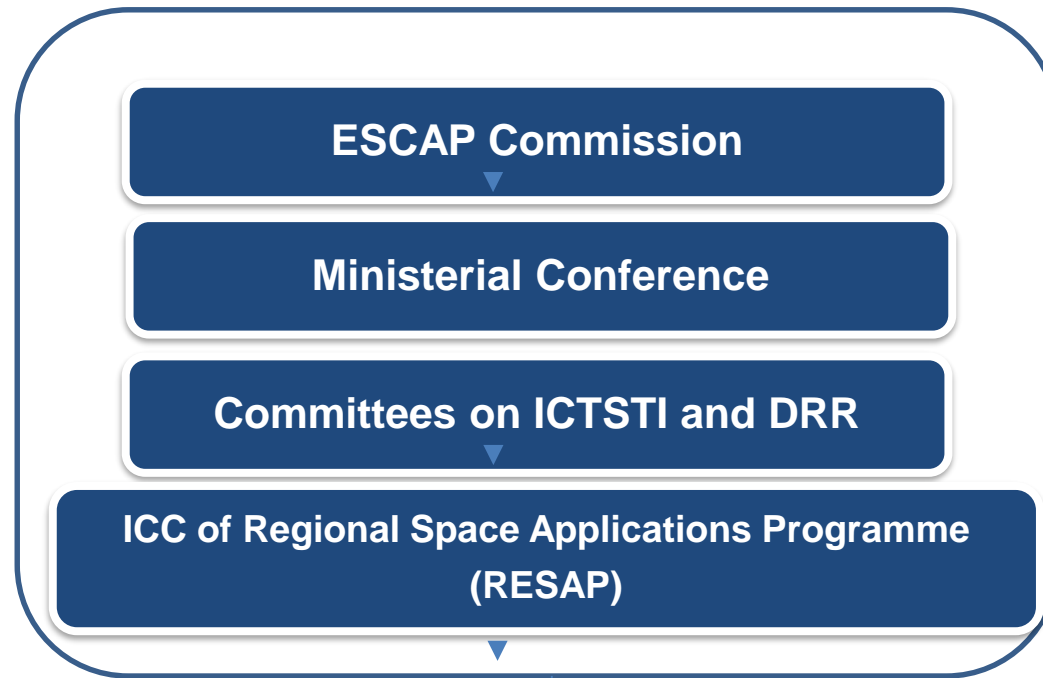 ESCAP Commission
Ministerial Conference
Committees on ICTSTI and DRR
ICC of Regional Space Applications Programme
(RESAP)